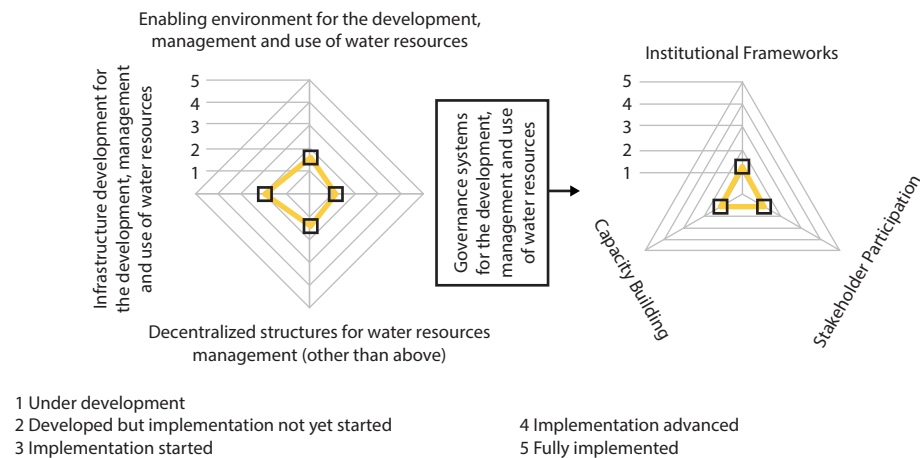 Enabling environment for the development,
management and use of water resources
Infrastructure development for
the development, management
and use of water resources
5
4
3
2
1
Decentralized structures for water resources
management (other than above)
Governance systems
for the development,
management and use
of water resources
Institutional Frameworks
5
4
3
2
1
Capacity Building
Stakeholder Participation
1 Under development
2 Developed but implementation not yet started
3 Implementation started
4 Implementation advanced
5 Fully implemented